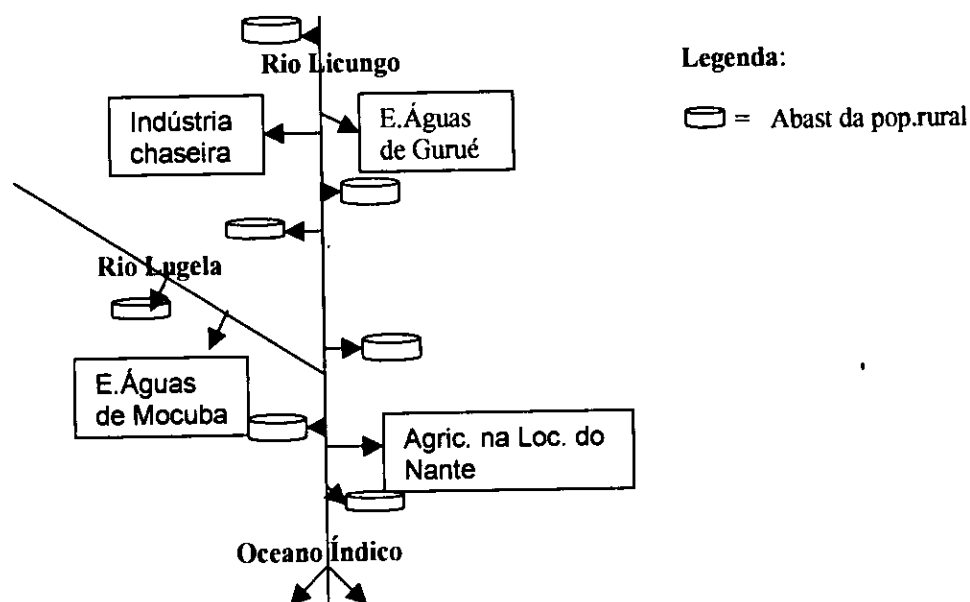 Rio Licungo
Legenda:
= Abast da pop.rural
Indústria
chaseira
E.Águas
de Gurué
Rio Lugela
E.Águas
de Mocuba
Agric. na Loc. do
Nante
Oceano Índico